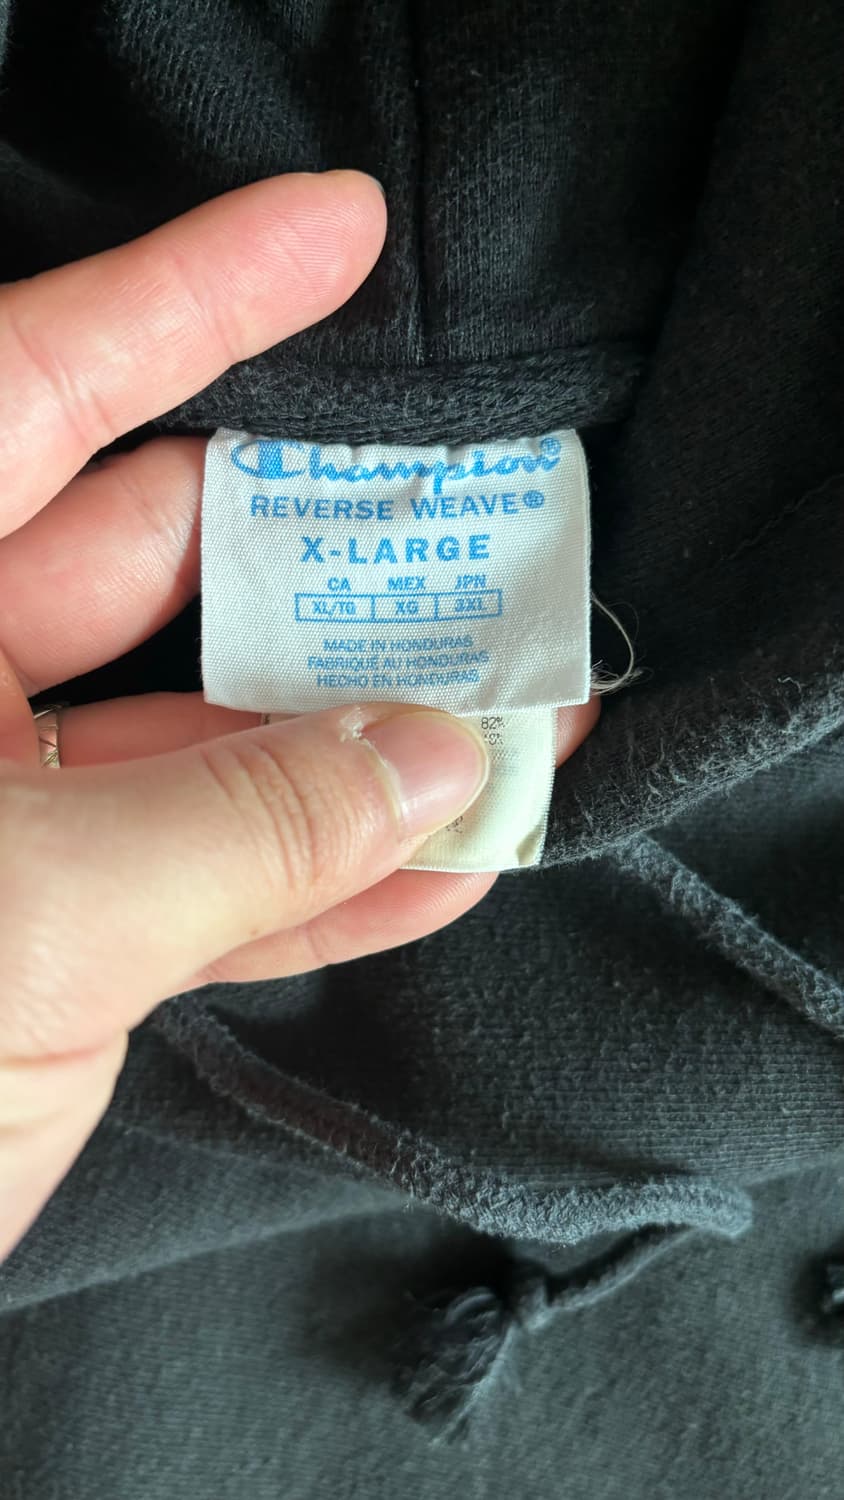 Champion®
REVERSE WEAVE®
X-LARGE
CA MEX JPN
XL/TG XG 3XL
MADE IN HONDURAS
FABRIQUÉ AU HONDURAS
HECHO EN HONDURAS
82%